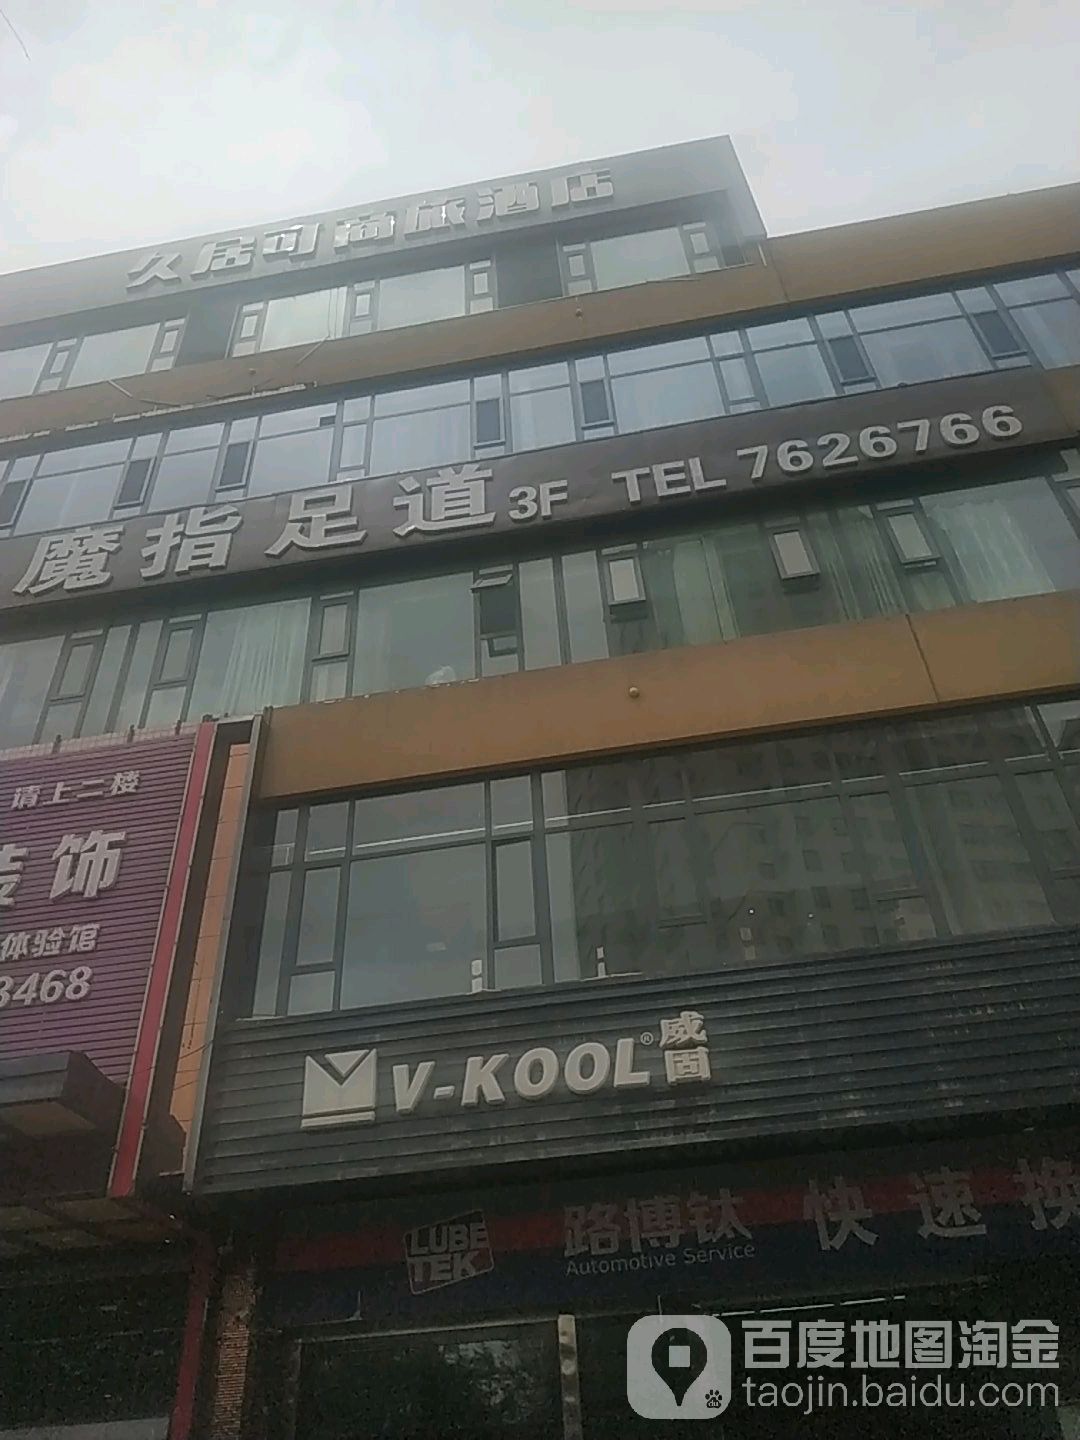 久居可商旅酒店
魔指足道 3F TEL 7626766
请上二楼
装饰
体验馆
3468
V-KOOL® 威固
LUBE TEK 路博钛 快速换
Automotive Service
百度地图淘金
taojin.baidu.com